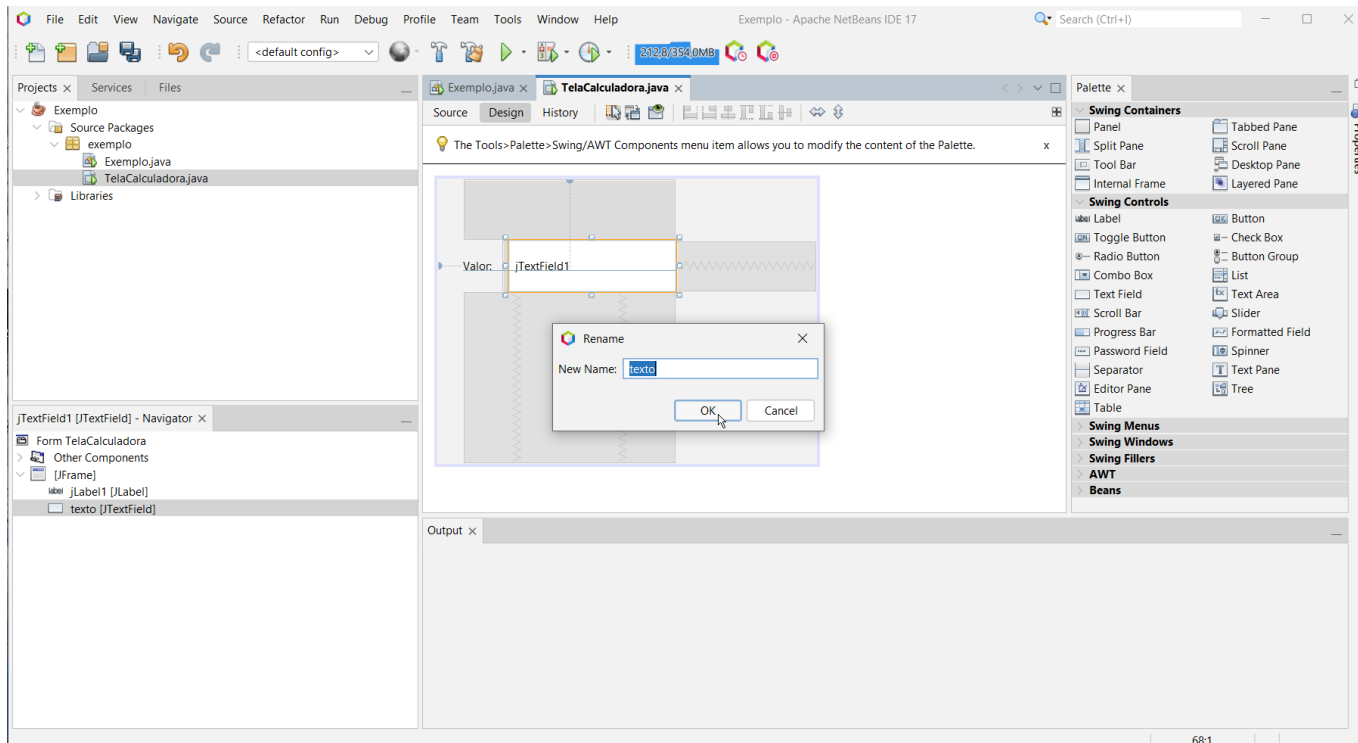 File Edit View Navigate Source Refactor Run Debug Profile Team Tools Window Help
Exemplo - Apache NetBeans IDE 17
Search (Ctrl+I)
<default config>
212,8/354,0MB
Projects
Services
Files
Exemplo
Source Packages
exemplo
Exemplo.java
TelaCalculadora.java
Libraries
Exemplo.java
TelaCalculadora.java
Source
Design
History
The Tools>Palette>Swing/AWT Components menu item allows you to modify the content of the Palette.
x
Valor:
jTextField1
Rename
New Name:
texto
OK
Cancel
Palette
Swing Containers
Panel
Tabbed Pane
Split Pane
Scroll Pane
Tool Bar
Desktop Pane
Internal Frame
Layered Pane
Swing Controls
label
Label
OK
Button
ON
Toggle Button
Check Box
Radio Button
Button Group
Combo Box
List
Text Field
Text Area
Scroll Bar
Slider
Progress Bar
Formatted Field
Password Field
Spinner
Separator
Text Pane
Editor Pane
Tree
Table
Swing Menus
Swing Windows
Swing Fillers
AWT
Beans
Properties
jTextField1 [JTextField] - Navigator
Form TelaCalculadora
Other Components
[JFrame]
label
jLabel1 [JLabel]
texto [JTextField]
Output
68:1